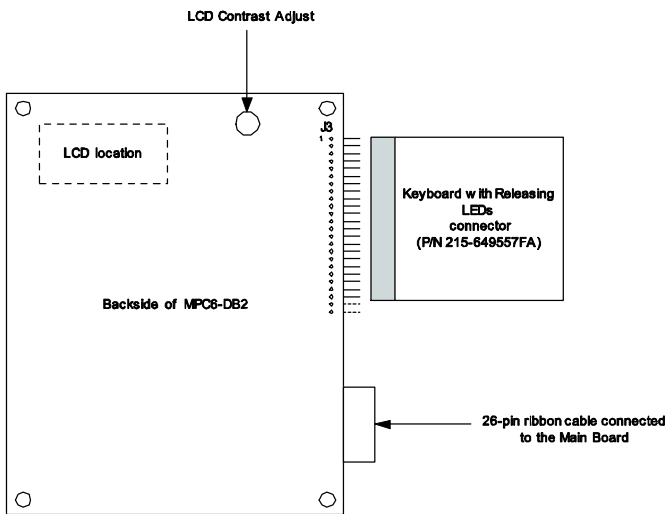 LCD Contrast Adjust
J3
1
LCD location
Keyboard with Releasing
LEDs
connector
(P/N 215-649557FA)
Backside of MPC6-DB2
26-pin ribbon cable connected
to the Main Board